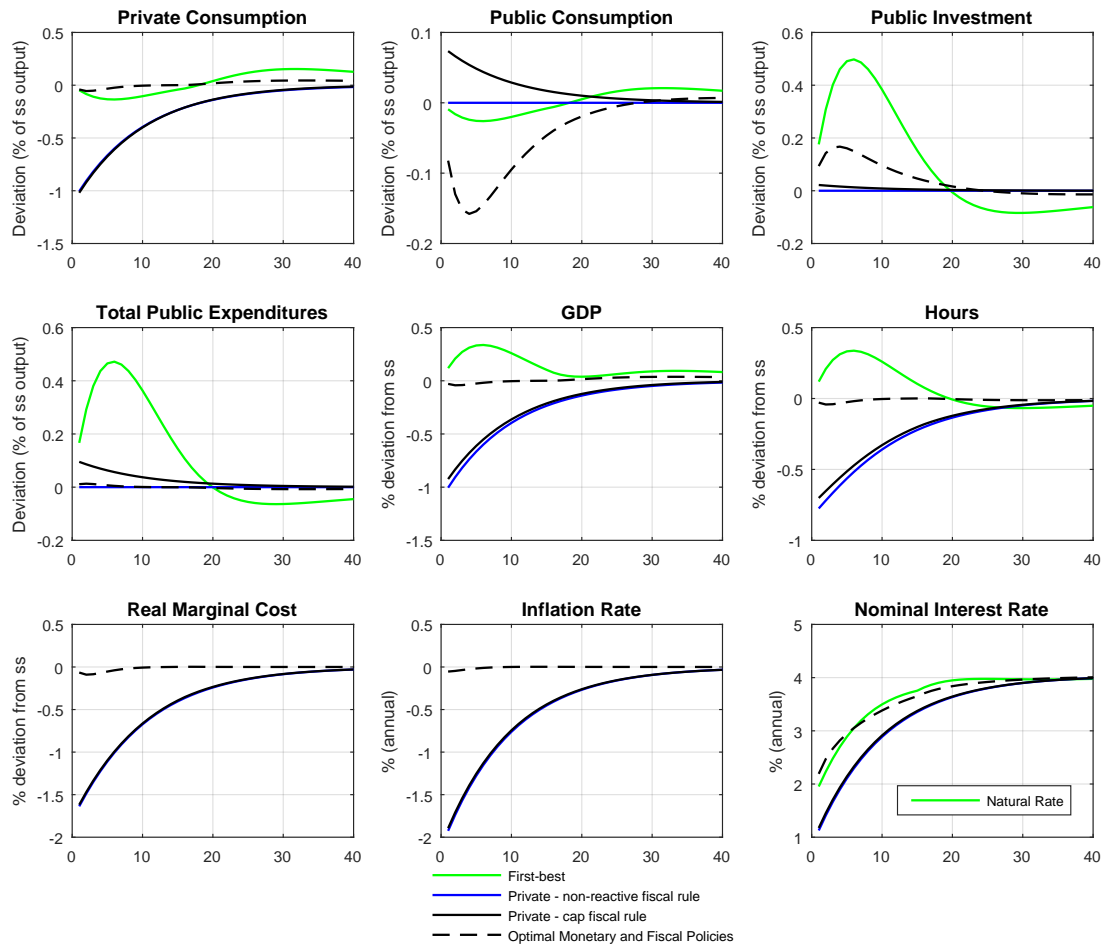 Private Consumption
Public Consumption
Public Investment
Deviation (% of ss output)
0.5
0
-0.5
-1
-1.5
0 10 20 30 40
Deviation (% of ss output)
0.1
0
-0.1
-0.2
0 10 20 30 40
Deviation (% of ss output)
0.6
0.4
0.2
0
-0.2
0 10 20 30 40
Total Public Expenditures
GDP
Hours
Deviation (% of ss output)
0.6
0.4
0.2
0
-0.2
0 10 20 30 40
% deviation from ss
0.5
0
-0.5
-1
-1.5
0 10 20 30 40
% deviation from ss
0.5
0
-0.5
-1
0 10 20 30 40
Real Marginal Cost
Inflation Rate
Nominal Interest Rate
% deviation from ss
0.5
0
-0.5
-1
-1.5
-2
0 10 20 30 40
% (annual)
0.5
0
-0.5
-1
-1.5
-2
0 10 20 30 40
% (annual)
5
4
3
2
1
0 10 20 30 40
Natural Rate
First-best
Private - non-reactive fiscal rule
Private - cap fiscal rule
Optimal Monetary and Fiscal Policies